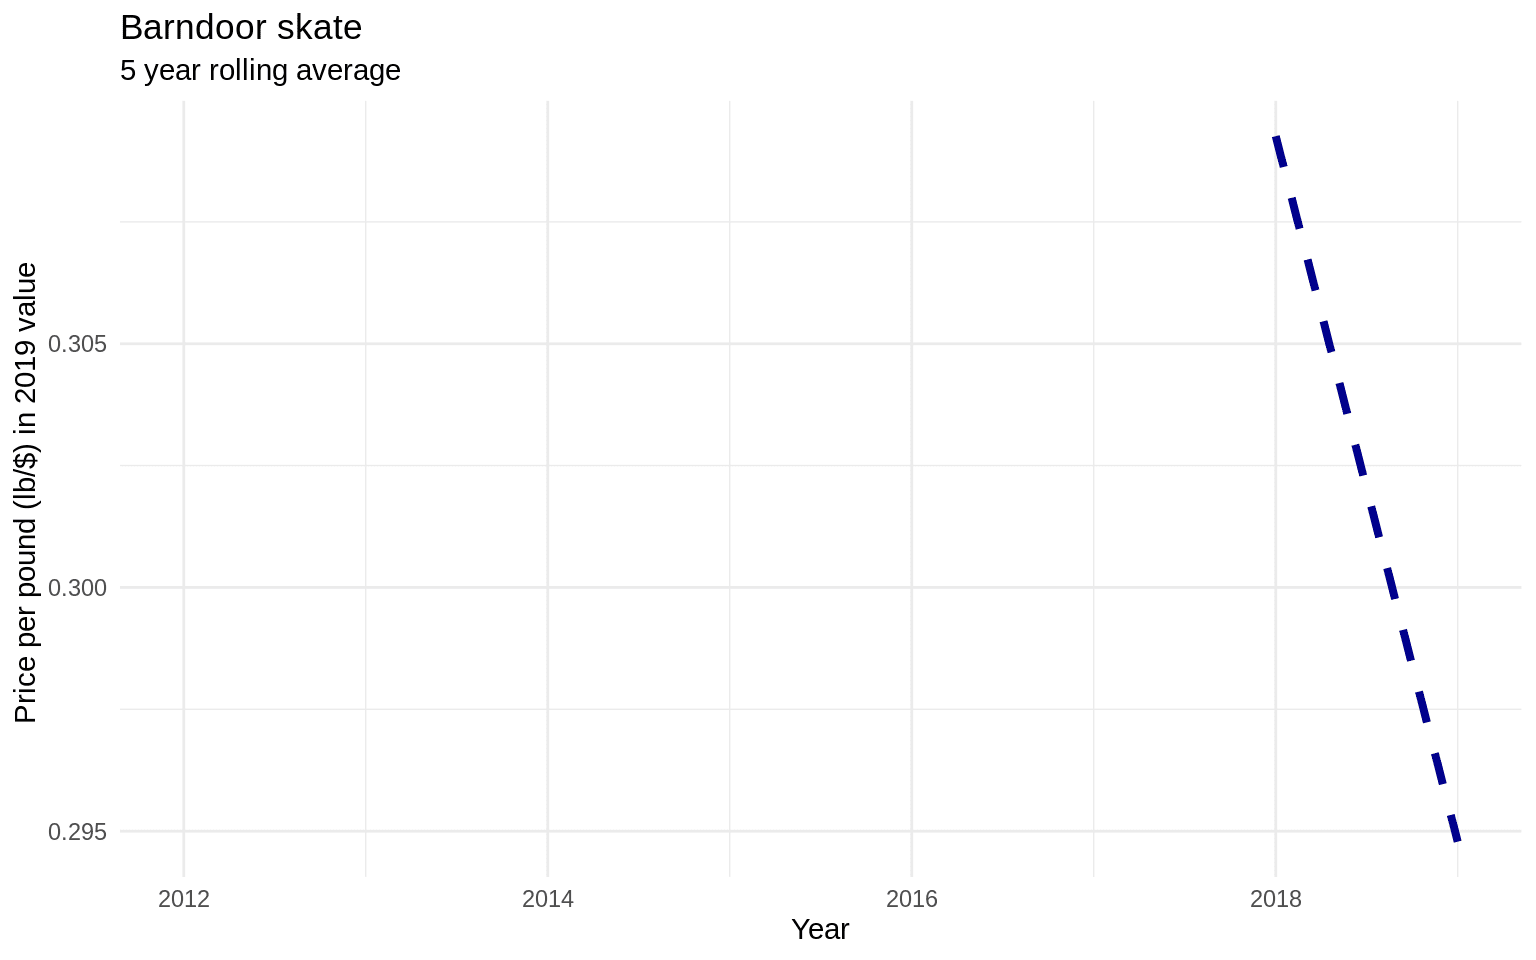 Barndoor skate
5 year rolling average
Price per pound (lb/$) in 2019 value
0.305
0.300
0.295
2012
2014
2016
2018
Year